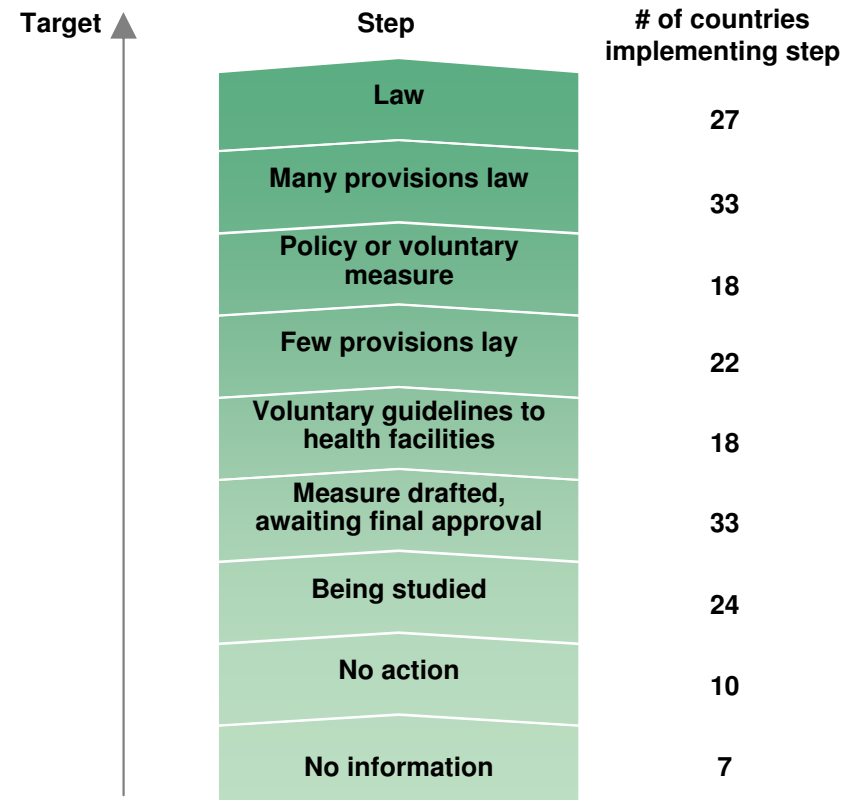 Target
Step
# of countries
implementing step
Law
27
Many provisions law
33
Policy or voluntary
measure
18
Few provisions lay
22
Voluntary guidelines to
health facilities
18
Measure drafted,
awaiting final approval
33
Being studied
24
No action
10
No information
7